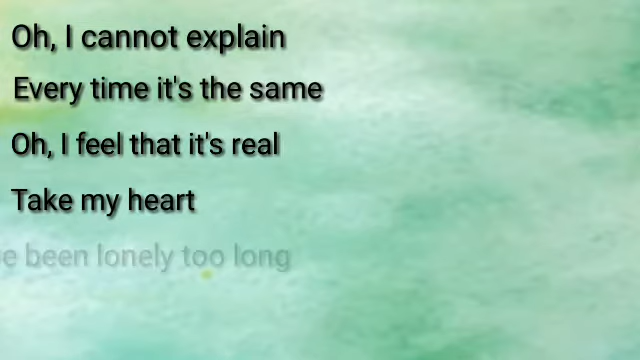 Oh, I cannot explain
Every time it's the same
Oh, I feel that it's real
Take my heart
e been lonely too long